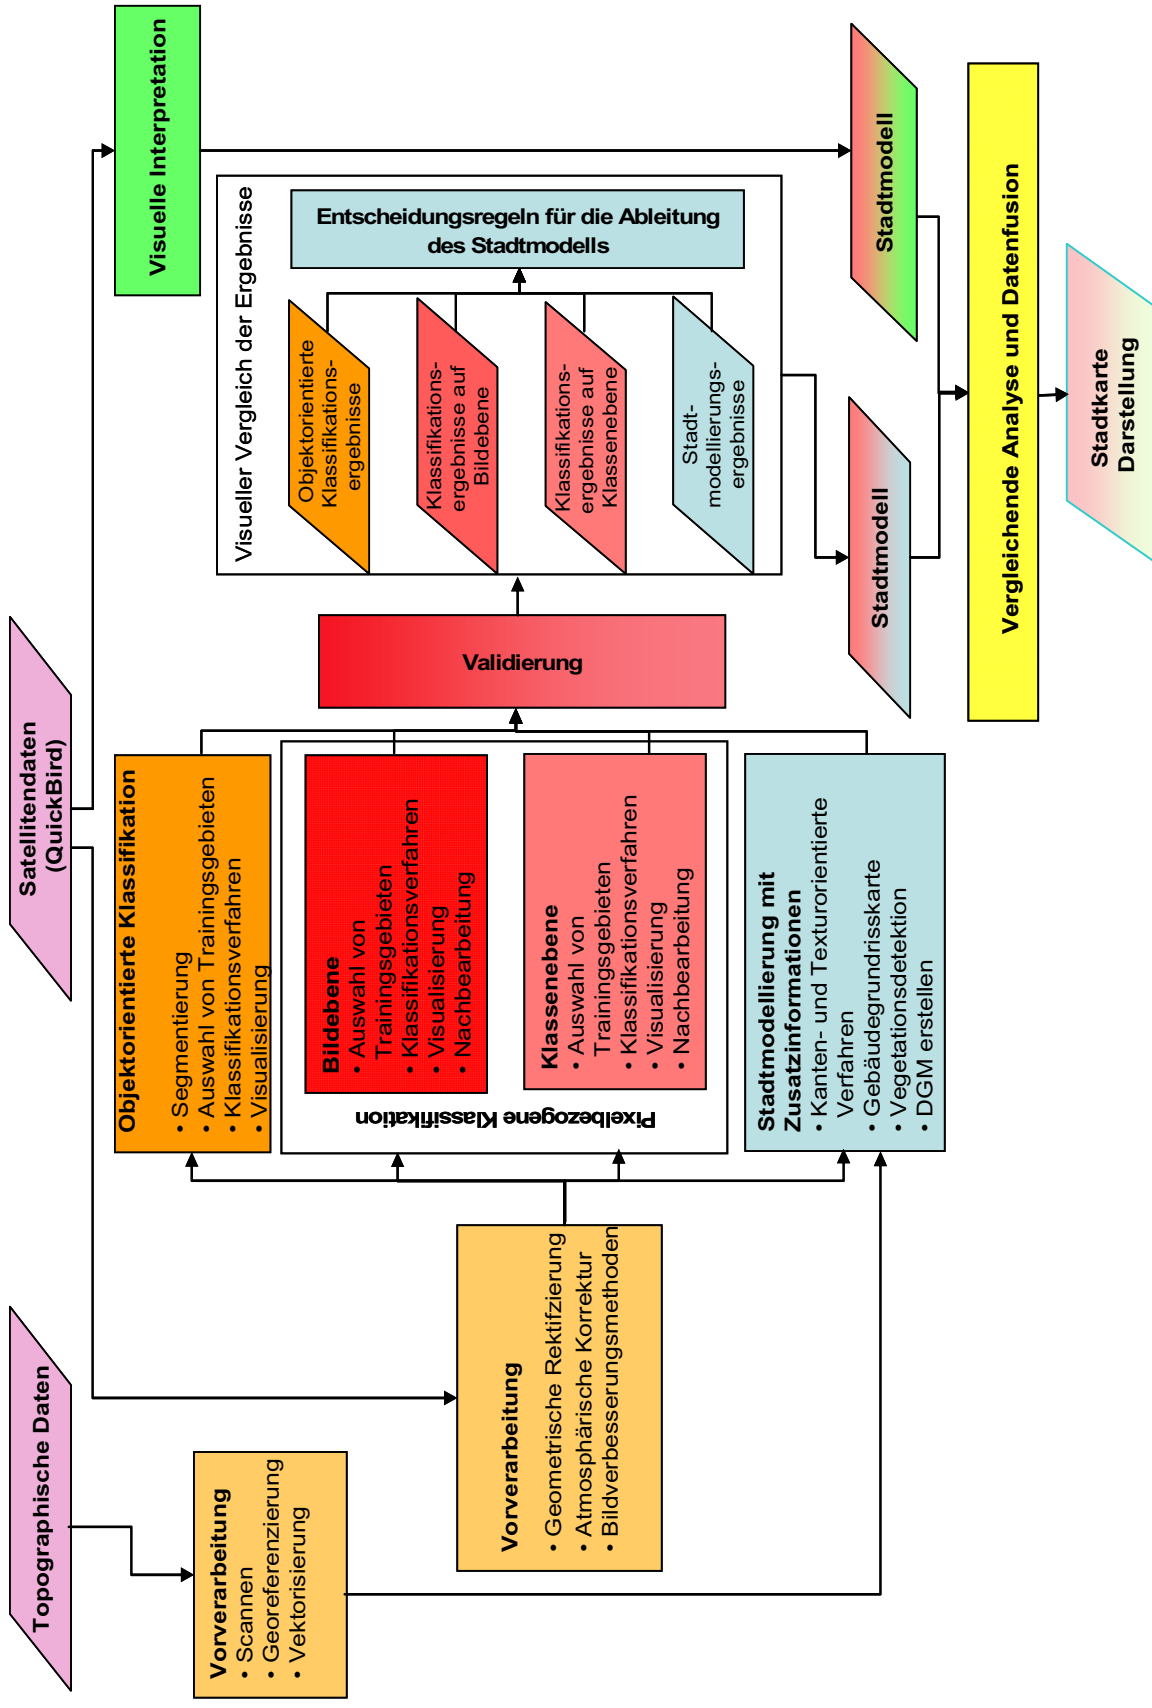 Topographische Daten
Satellitendaten
(QuickBird)
Vorverarbeitung
• Scannen
• Georeferenzierung
• Vektorisierung
Vorverarbeitung
• Geometrische Rektifzierung
• Atmosphärische Korrektur
• Bildverbesserungsmethoden
Objektorientierte Klassifikation
• Segmentierung
• Auswahl von Trainingsgebieten
• Klassifikationsverfahren
• Visualisierung
Pixelbezogene Klassifikation
Bildebene
• Auswahl von
Trainingsgebieten
• Klassifikationsverfahren
• Visualisierung
• Nachbearbeitung
Klassenebene
• Auswahl von
Trainingsgebieten
• Klassifikationsverfahren
• Visualisierung
• Nachbearbeitung
Stadtmodellierung mit
Zusatzinformationen
• Kanten- und Texturorientierte
Verfahren
• Gebäudegrundrisskarte
• Vegetationsdetektion
• DGM erstellen
Validierung
Visueller Vergleich der Ergebnisse
Objektorientierte
Klassifikations-
ergebnisse
Klassifikations-
ergebnisse auf
Bildebene
Klassifikations-
ergebnisse auf
Klassenebene
Stadt-
modellierungs-
ergebnisse
Entscheidungsregeln für die Ableitung
des Stadtmodells
Visuelle Interpretation
Stadtmodell
Stadtmodell
Vergleichende Analyse und Datenfusion
Stadtkarte
Darstellung